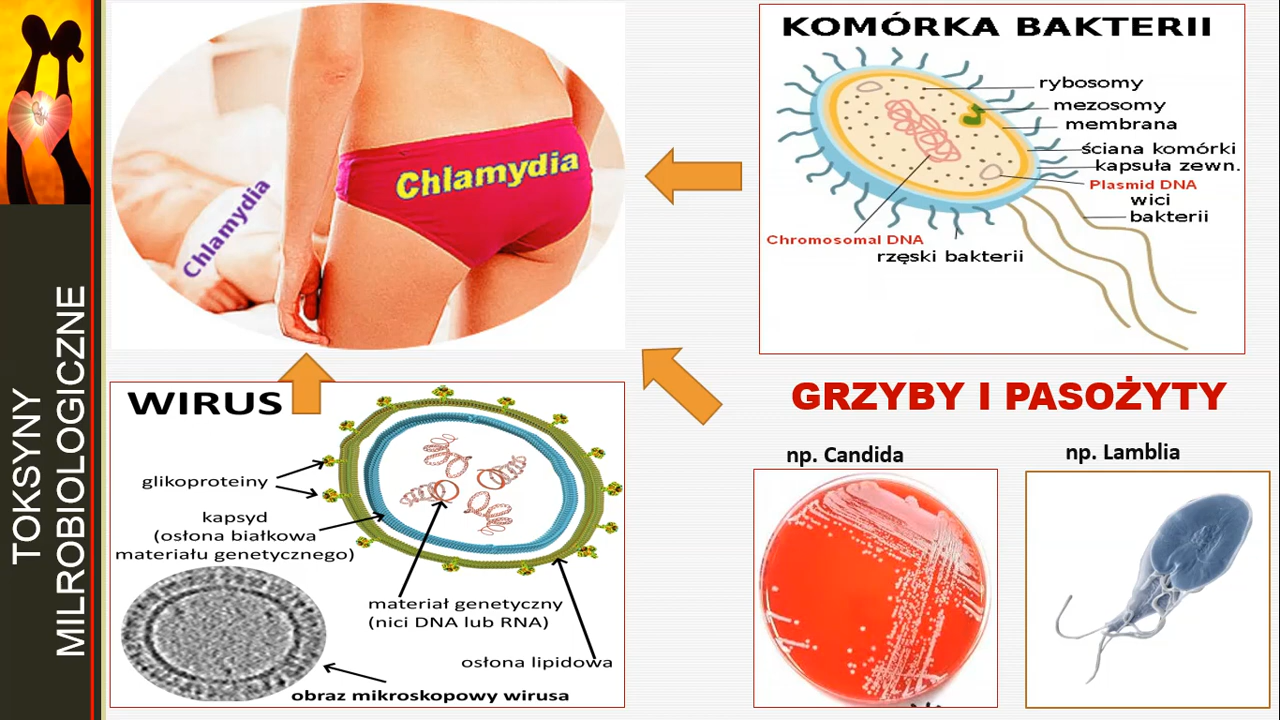 TOKSYNY
MILROBIOLOGICZNE
Chlamydia
Chlamydia
KOMÓRKA BAKTERII
rybosomy
mezosomy
membrana
ściana komórki
kapsuła zewn.
Plasmid DNA
wici
bakterii
Chromosomal DNA
rzęski bakterii
WIRUS
glikoproteiny
kapsyd
(osłona białkowa
materiału genetycznego)
materiał genetyczny
(nici DNA lub RNA)
osłona lipidowa
obraz mikroskopowy wirusa
GRZYBY I PASOŻYTY
np. Candida
np. Lamblia